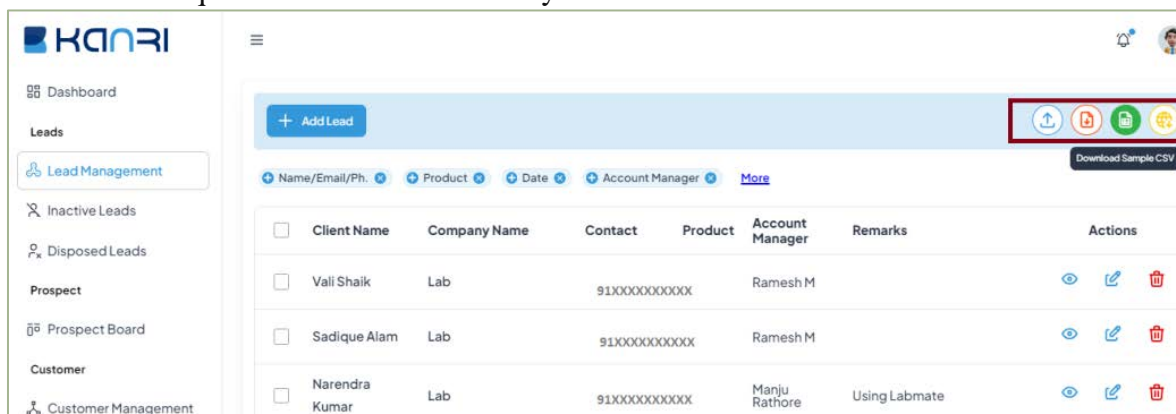 KANRI
Dashboard
Leads
Lead Management
Inactive Leads
Disposed Leads
Prospect
Prospect Board
Customer
Customer Management
+ Add Lead
Download Sample CSV
Name/Email/Ph. Product Date Account Manager More
Client Name Company Name Contact Product Account Manager Remarks Actions
Vali Shaik Lab 91XXXXXXXXXX Ramesh M
Sadique Alam Lab 91XXXXXXXXXX Ramesh M
Narendra Kumar Lab 91XXXXXXXXXX Manju Rathore Using Labmate